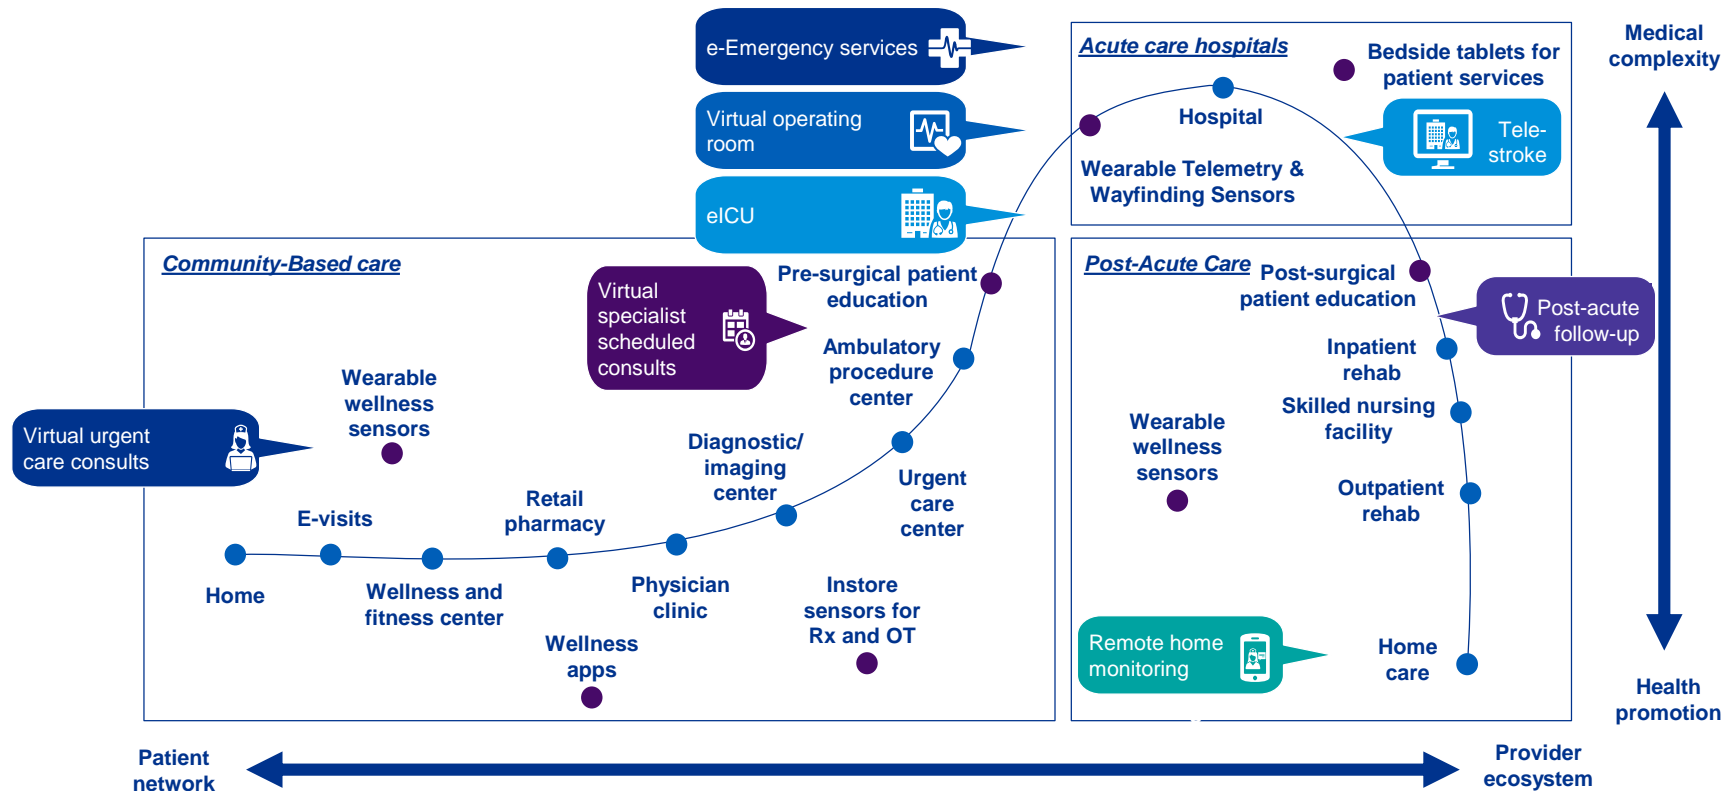 e-Emergency services
Virtual operating
room
eICU
Acute care hospitals
Bedside tablets for
patient services
Hospital
Tele-
stroke
Wearable Telemetry &
Wayfinding Sensors
Medical
complexity
Community-Based care
Virtual
specialist
scheduled
consults
Pre-surgical patient
education
Ambulatory
procedure
center
Wearable
wellness
sensors
Virtual urgent
care consults
Diagnostic/
imaging
center
Urgent
care
center
E-visits
Retail
pharmacy
Home
Wellness and
fitness center
Physician
clinic
Instore
sensors for
Rx and OT
Wellness
apps
Post-Acute Care
Post-surgical
patient education
Post-acute
follow-up
Inpatient
rehab
Skilled nursing
facility
Wearable
wellness
sensors
Outpatient
rehab
Remote home
monitoring
Home
care
Health
promotion
Patient
network
Provider
ecosystem